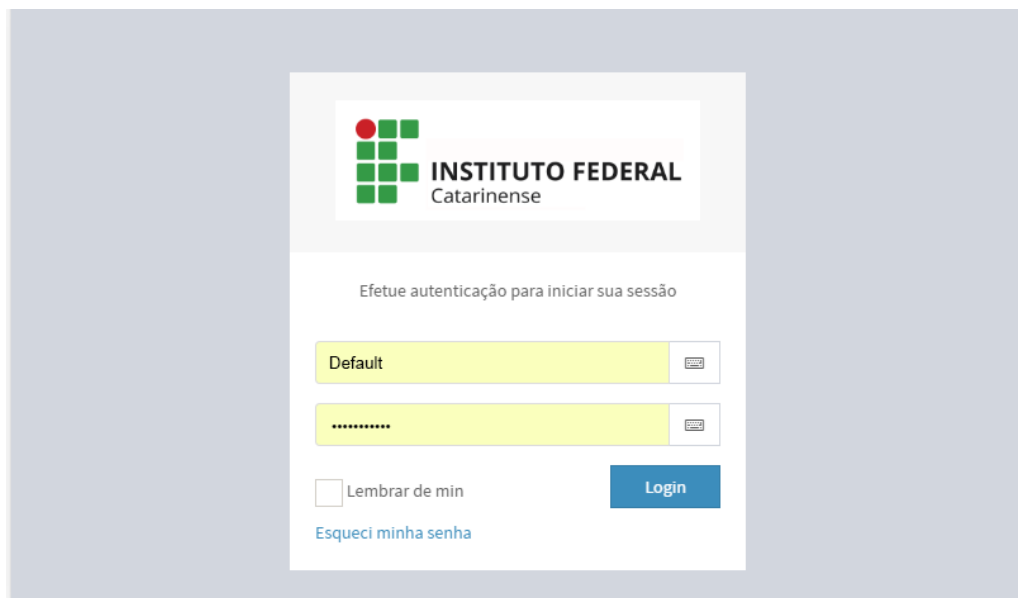 INSTITUTO FEDERAL
Catarinense
Efetue autenticação para iniciar sua sessão
Default
•••••••••••
Lembrar de min
Login
Esqueci minha senha